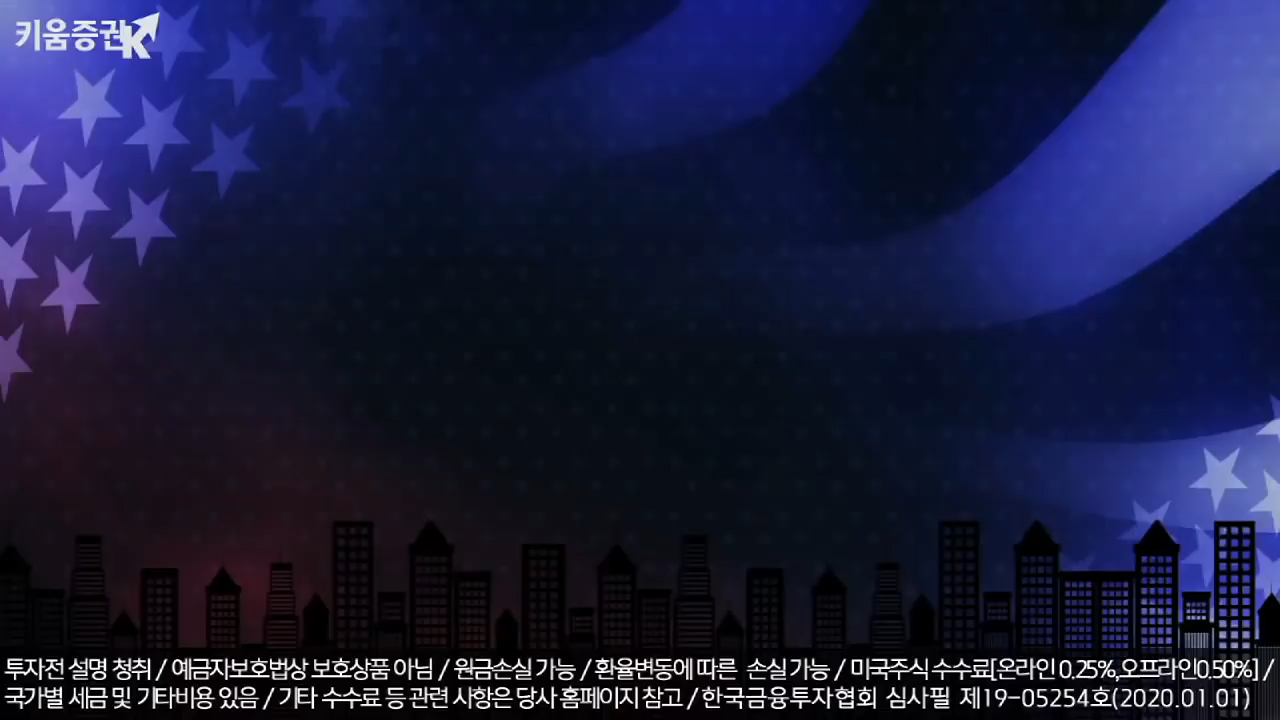 키움증권
투자전 설명 청취 / 예금자보호법상 보호상품 아님 / 원금손실 가능 / 환율변동에 따른 손실 가능 / 미국주식 수수료[온라인 0.25%,오프라인0.50%] /
국가별 세금 및 기타비용 있음 / 기타 수수료 등 관련 사항은 당사 홈페이지 참고 / 한국금융투자협회 심사필 제19-05254호(2020.01.01)